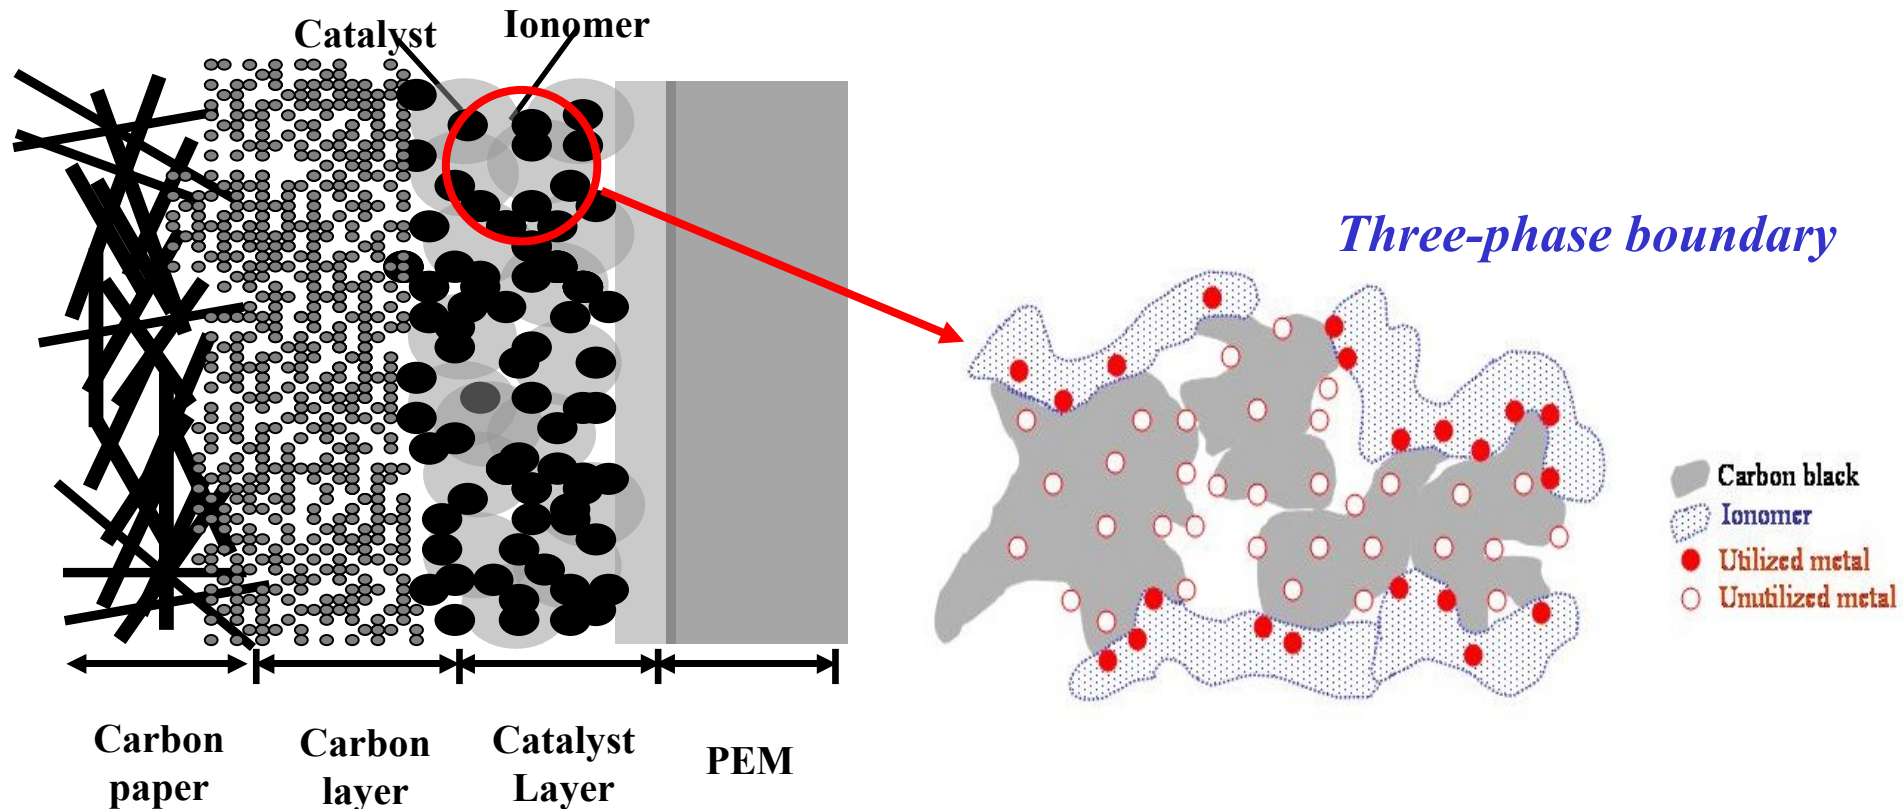 Catalyst
Ionomer
Three-phase boundary
Carbon black
Ionomer
Utilized metal
Unutilized metal
Carbon
paper
Carbon
layer
Catalyst
Layer
PEM